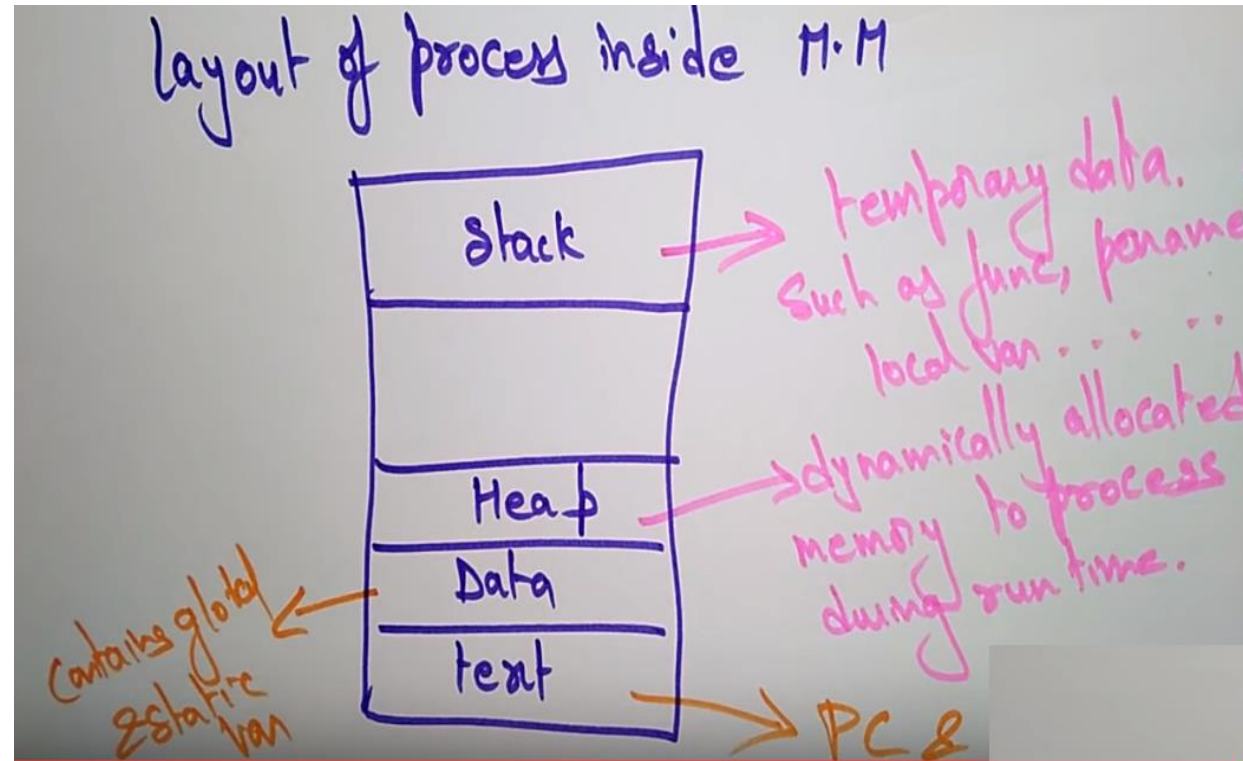 layout of process inside M.M
Stack
temporary data.
Such as func, parame
local var . . . . .
Heap
dynamically allocated
memory to process
during run time.
Data
Contains global
& static
var
text
PC &